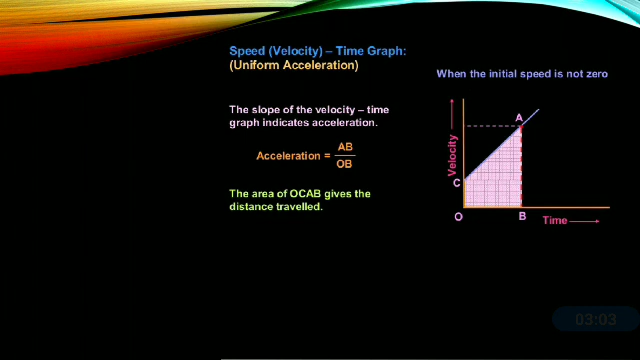 Speed (Velocity) – Time Graph:
(Uniform Acceleration)
When the initial speed is not zero
The slope of the velocity – time
graph indicates acceleration.
Acceleration = AB
OB
The area of OCAB gives the
distance travelled.
A
Velocity
C
O
B
Time
03:03